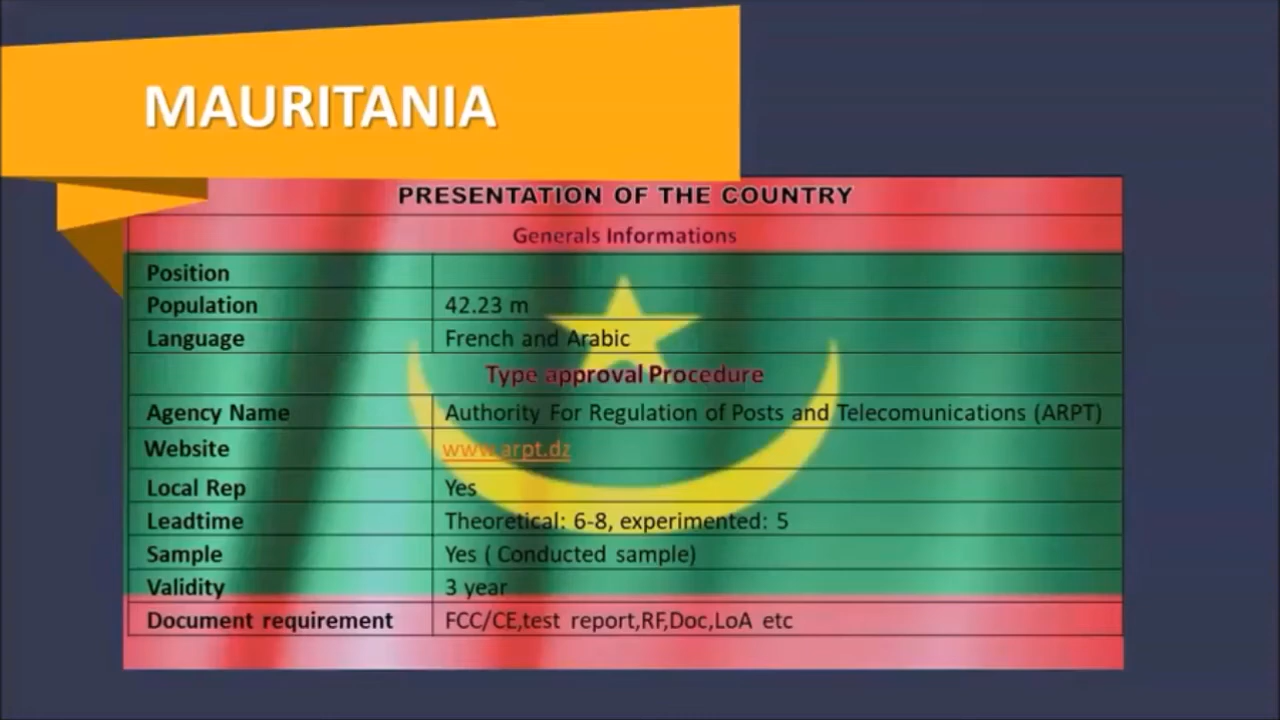 MAURITANIA
PRESENTATION OF THE COUNTRY
Generals Informations
Position
Population 42.23 m
Language French and Arabic
Type approval Procedure
Agency Name Authority For Regulation of Posts and Telecomunications (ARPT)
Website www.arpt.dz
Local Rep Yes
Leadtime Theoretical: 6-8, experimented: 5
Sample Yes ( Conducted sample)
Validity 3 year
Document requirement FCC/CE,test report,RF,Doc,LoA etc